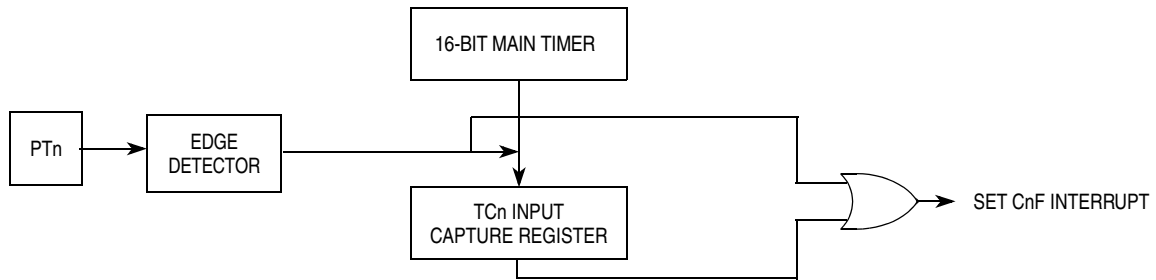 16-BIT MAIN TIMER
PTn
EDGE
DETECTOR
TCn INPUT
CAPTURE REGISTER
SET CnF INTERRUPT